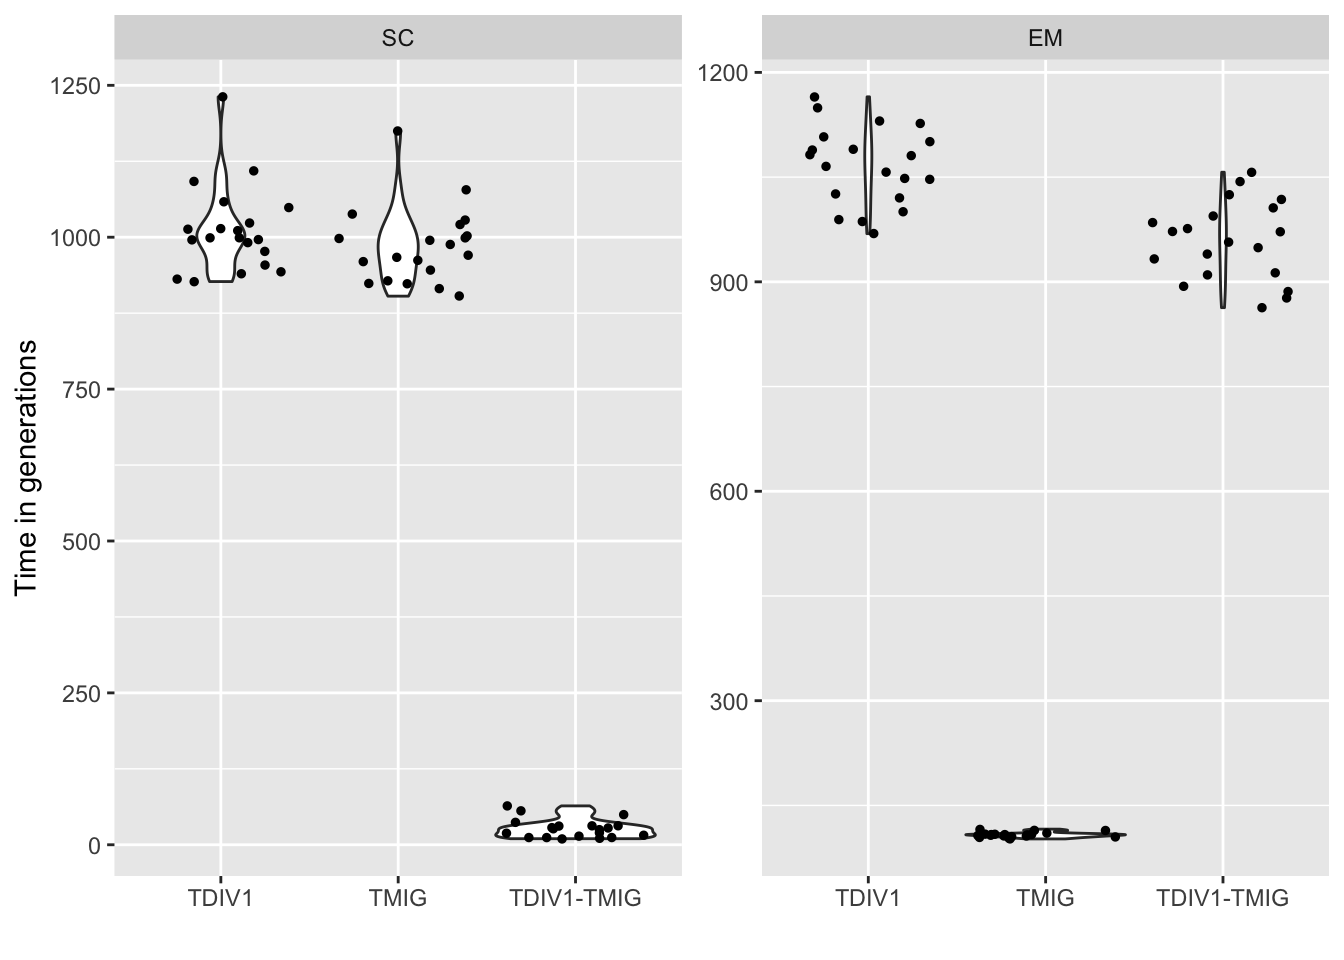 SC
EM
Time in generations
1250
1000
750
500
250
0
TDIV1
TMIG
TDIV1-TMIG
1200
900
600
300
TDIV1
TMIG
TDIV1-TMIG